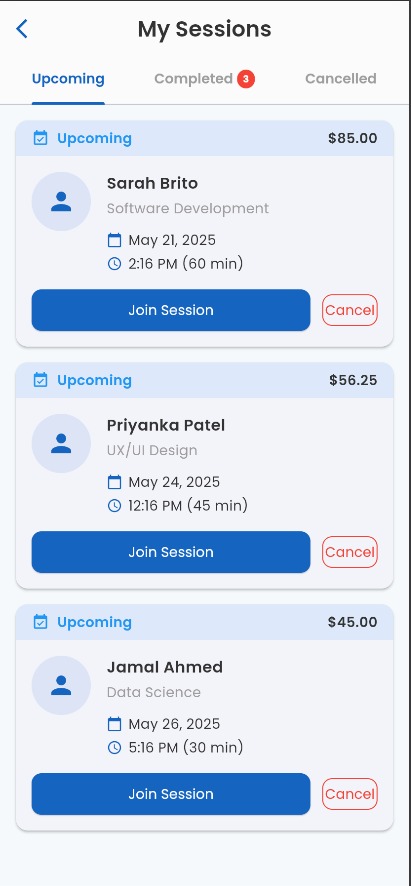 My Sessions
Upcoming Completed 3 Cancelled
Upcoming $85.00
Sarah Brito
Software Development
May 21, 2025
2:16 PM (60 min)
Join Session Cancel
Upcoming $56.25
Priyanka Patel
UX/UI Design
May 24, 2025
12:16 PM (45 min)
Join Session Cancel
Upcoming $45.00
Jamal Ahmed
Data Science
May 26, 2025
5:16 PM (30 min)
Join Session Cancel